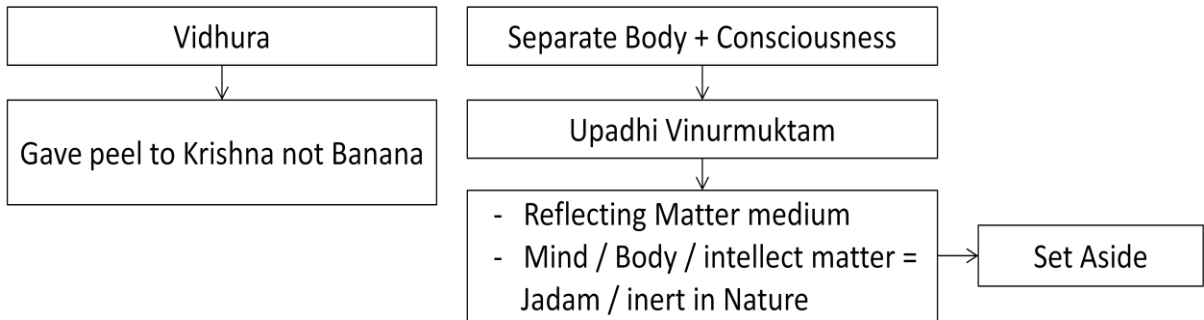 Vidhura
Gave peel to Krishna not Banana
Separate Body + Consciousness
Upadhi Vinurmuktam
- Reflecting Matter medium
- Mind / Body / intellect matter =
Jadam / inert in Nature
Set Aside